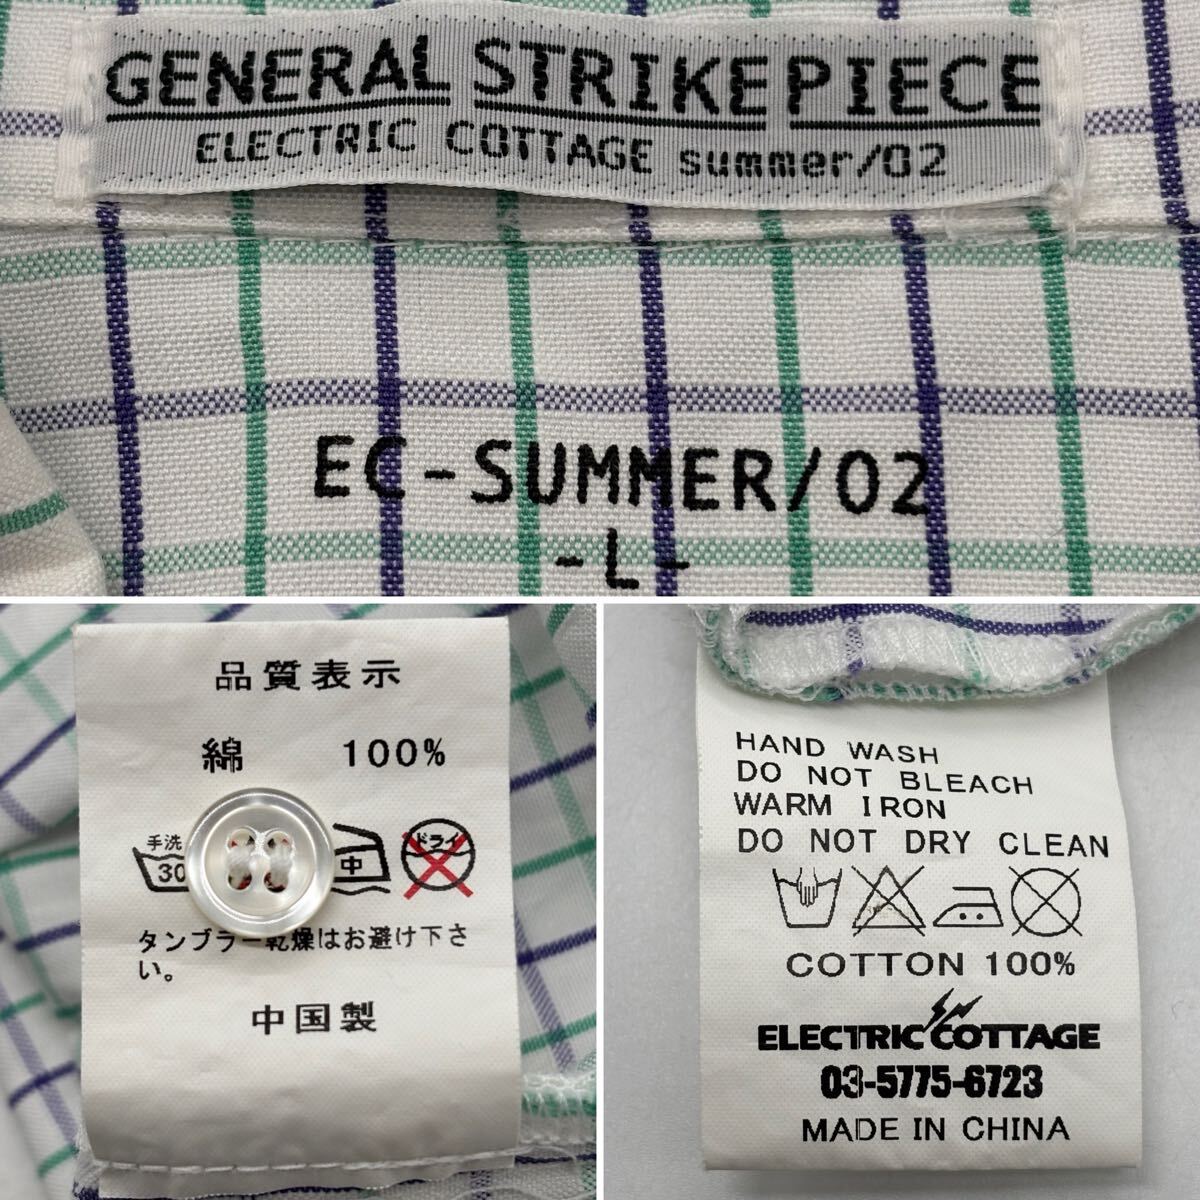 GENERAL STRIKEPIECE
ELECTRIC COTTAGE summer/02
EC-SUMMER/02
-L-
品質表示
綿 100%
手洗
30
中
ドライ
タンブラー乾燥はお避け下さ
い。
中国製
HAND WASH
DO NOT BLEACH
WARM IRON
DO NOT DRY CLEAN
COTTON 100%
ELECTRIC COTTAGE
03-5775-6723
MADE IN CHINA